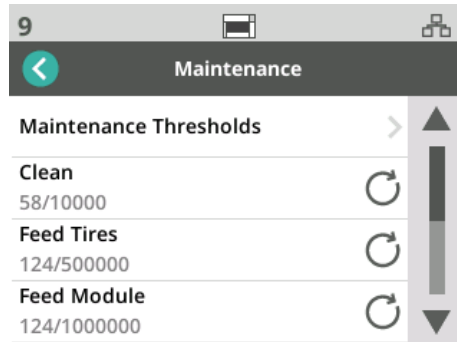 9
Maintenance
Maintenance Thresholds
Clean
58/10000
Feed Tires
124/500000
Feed Module
124/1000000